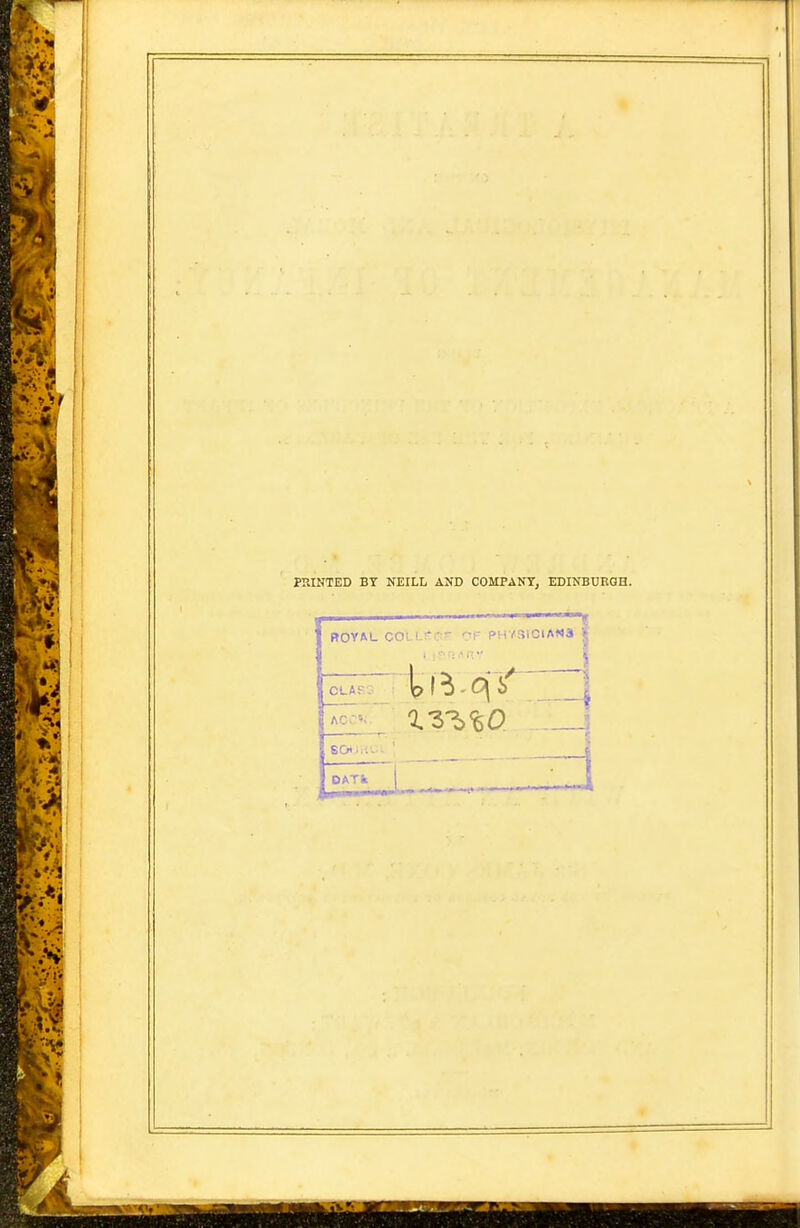 PRINTED BY NEILL AND COMPANY, EDINBURGH.
ROYAL COLLEGE OF PHYSICIANS
LIBRARY
CLASS 613.95
ACCN. 23380
SOURCE
DATE